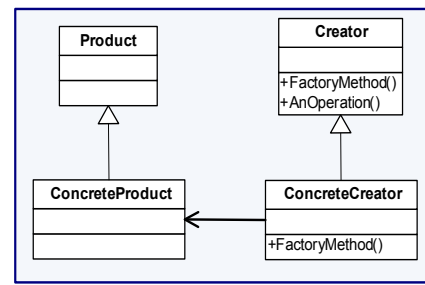 Product
Creator
+FactoryMethod()
+AnOperation()
ConcreteProduct
ConcreteCreator
+FactoryMethod()